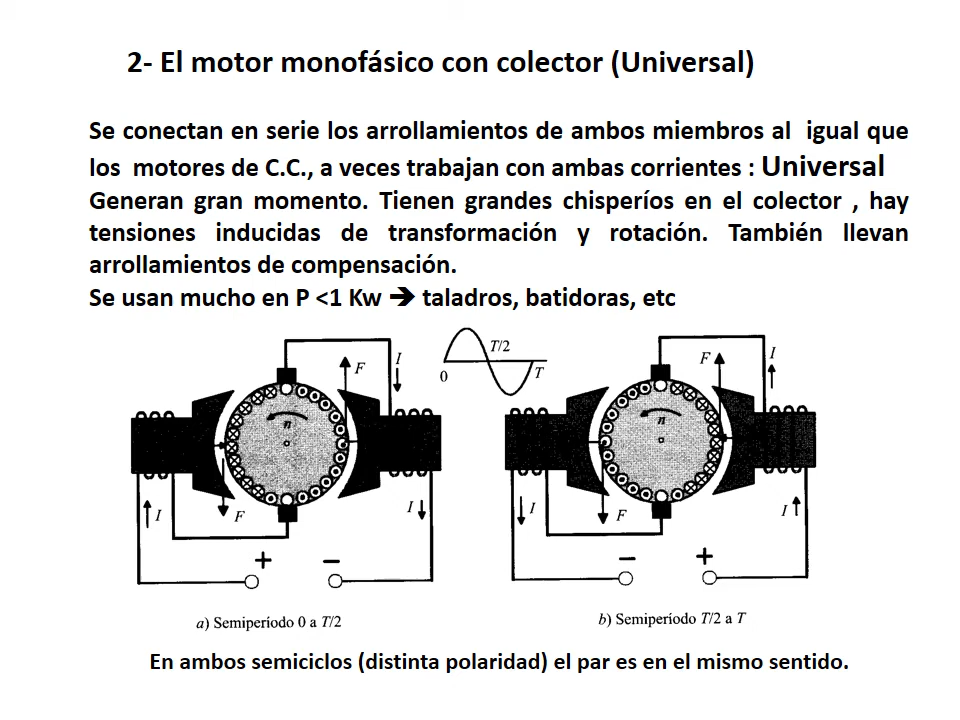 2- El motor monofásico con colector (Universal)
Se conectan en serie los arrollamientos de ambos miembros al igual que
los motores de C.C., a veces trabajan con ambas corrientes : Universal
Generan gran momento. Tienen grandes chisperíos en el colector , hay
tensiones inducidas de transformación y rotación. También llevan
arrollamientos de compensación.
Se usan mucho en P <1 Kw ➔ taladros, batidoras, etc
F
I
n
I
F
I
+
–
a) Semiperíodo 0 a T/2
0
T/2
T
F
I
n
I
F
I
–
+
b) Semiperíodo T/2 a T
En ambos semiciclos (distinta polaridad) el par es en el mismo sentido.